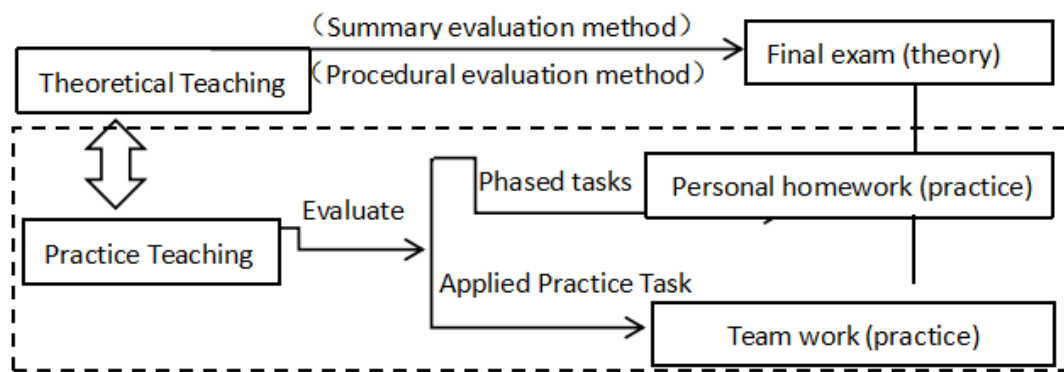 （Summary evaluation method）
Final exam (theory)
Theoretical Teaching
（Procedural evaluation method）
Phased tasks
Personal homework (practice)
Evaluate
Practice Teaching
Applied Practice Task
Team work (practice)